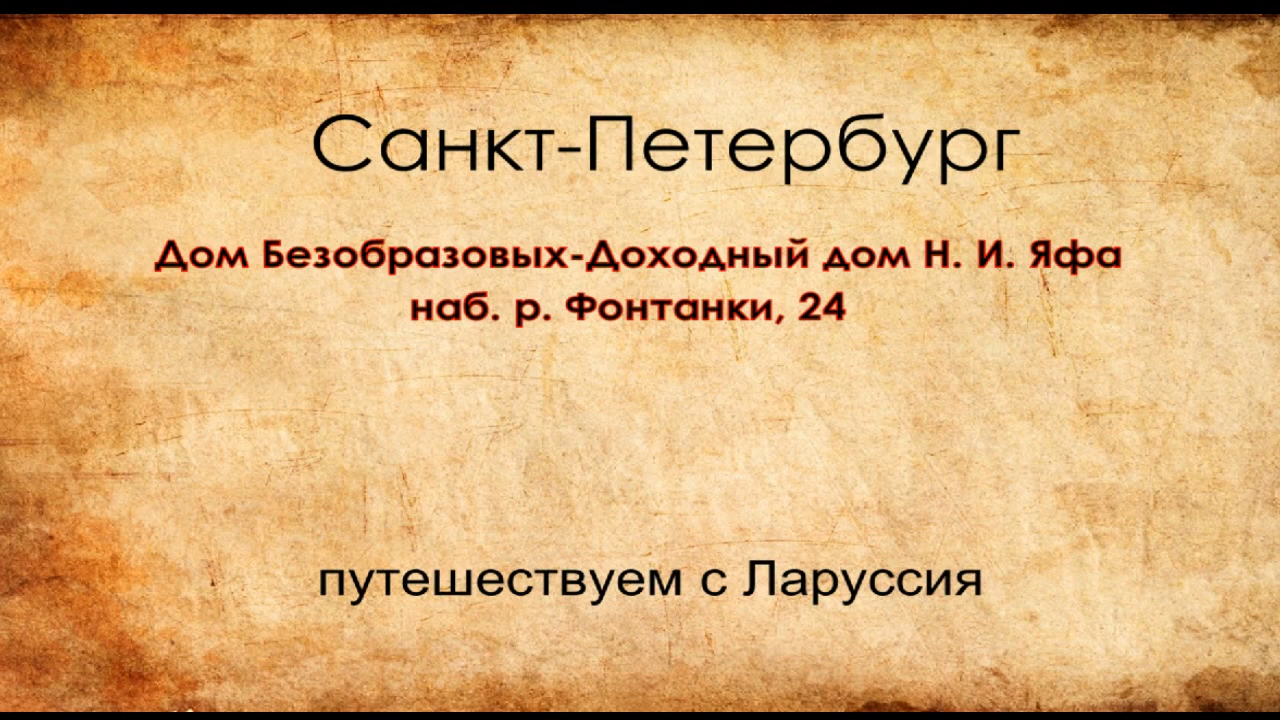 Санкт-Петербург
Дом Безобразовых-Доходный дом Н. И. Яфа
наб. р. Фонтанки, 24
путешествуем с Ларуссия